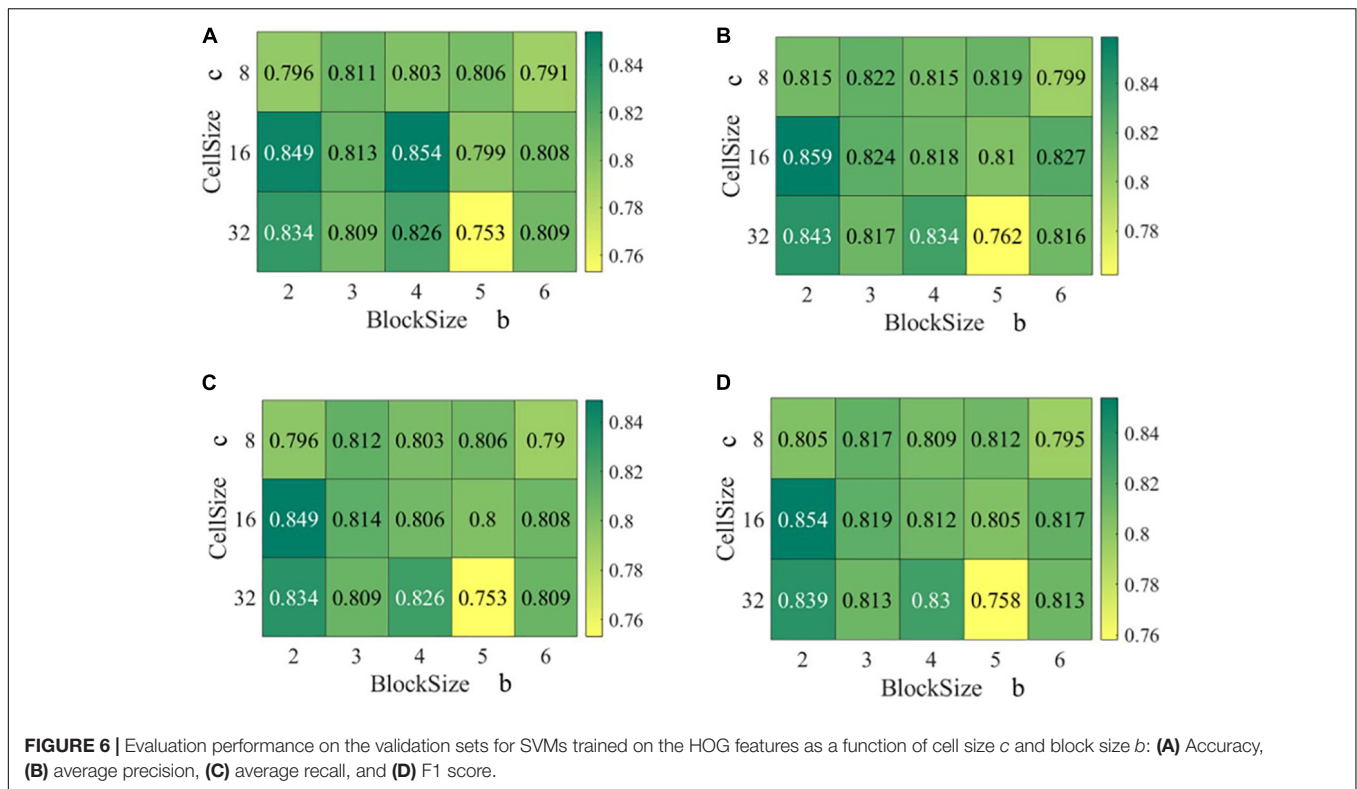 A
c 8 0.796 0.811 0.803 0.806 0.791
CellSize 16 0.849 0.813 0.854 0.799 0.808
32 0.834 0.809 0.826 0.753 0.809
2 3 4 5 6
BlockSize b
0.84
0.82
0.8
0.78
0.76
B
c 8 0.815 0.822 0.815 0.819 0.799
CellSize 16 0.859 0.824 0.818 0.81 0.827
32 0.843 0.817 0.834 0.762 0.816
2 3 4 5 6
BlockSize b
0.84
0.82
0.8
0.78
C
c 8 0.796 0.812 0.803 0.806 0.79
CellSize 16 0.849 0.814 0.806 0.8 0.808
32 0.834 0.809 0.826 0.753 0.809
2 3 4 5 6
BlockSize b
0.84
0.82
0.8
0.78
0.76
D
c 8 0.805 0.817 0.809 0.812 0.795
CellSize 16 0.854 0.819 0.812 0.805 0.817
32 0.839 0.813 0.83 0.758 0.813
2 3 4 5 6
BlockSize b
0.84
0.82
0.8
0.78
0.76
FIGURE 6 | Evaluation performance on the validation sets for SVMs trained on the HOG features as a function of cell size c and block size b: (A) Accuracy,
(B) average precision, (C) average recall, and (D) F1 score.